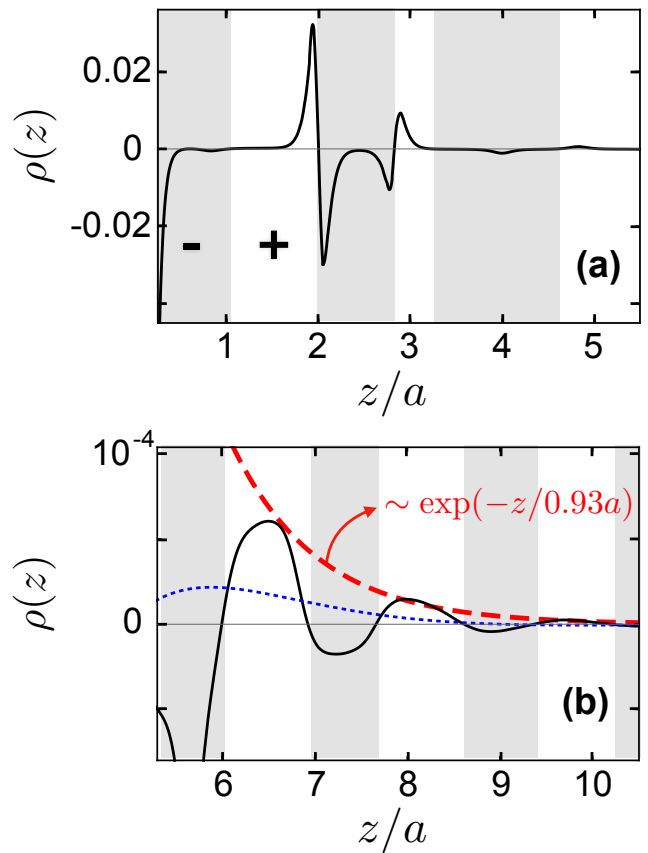 0.02
0
-0.02
ρ(z)
- +
(a)
1 2 3 4 5
z/a
10⁻⁴
∼ exp(−z/0.93a)
0
ρ(z)
(b)
6 7 8 9 10
z/a